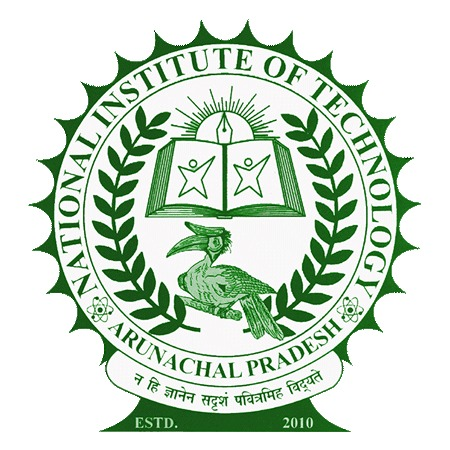 NATIONAL INSTITUTE OF TECHNOLOGY
ARUNACHAL PRADESH
न हि ज्ञानेन सदृशं पवित्रमिह विद्यते
ESTD. 2010